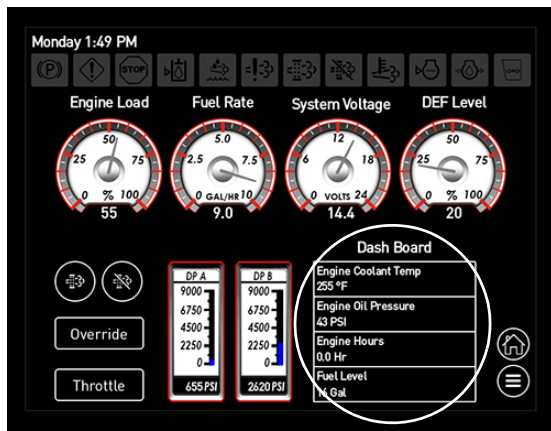 Monday 1:49 PM
(P)
STOP
Engine Load
Fuel Rate
System Voltage
DEF Level
50
25 75
0 % 100
55
5.0
2.5 7.5
0 GAL/HR 10
9.0
12
6 18
0 VOLTS 24
14.4
50
25 75
0 % 100
20
Override
Throttle
DP A
9000
6750
4500
2250
0
655 PSI
DP B
9000
6750
4500
2250
0
2620 PSI
Dash Board
Engine Coolant Temp
255 °F
Engine Oil Pressure
43 PSI
Engine Hours
0.0 Hr
Fuel Level
Gal